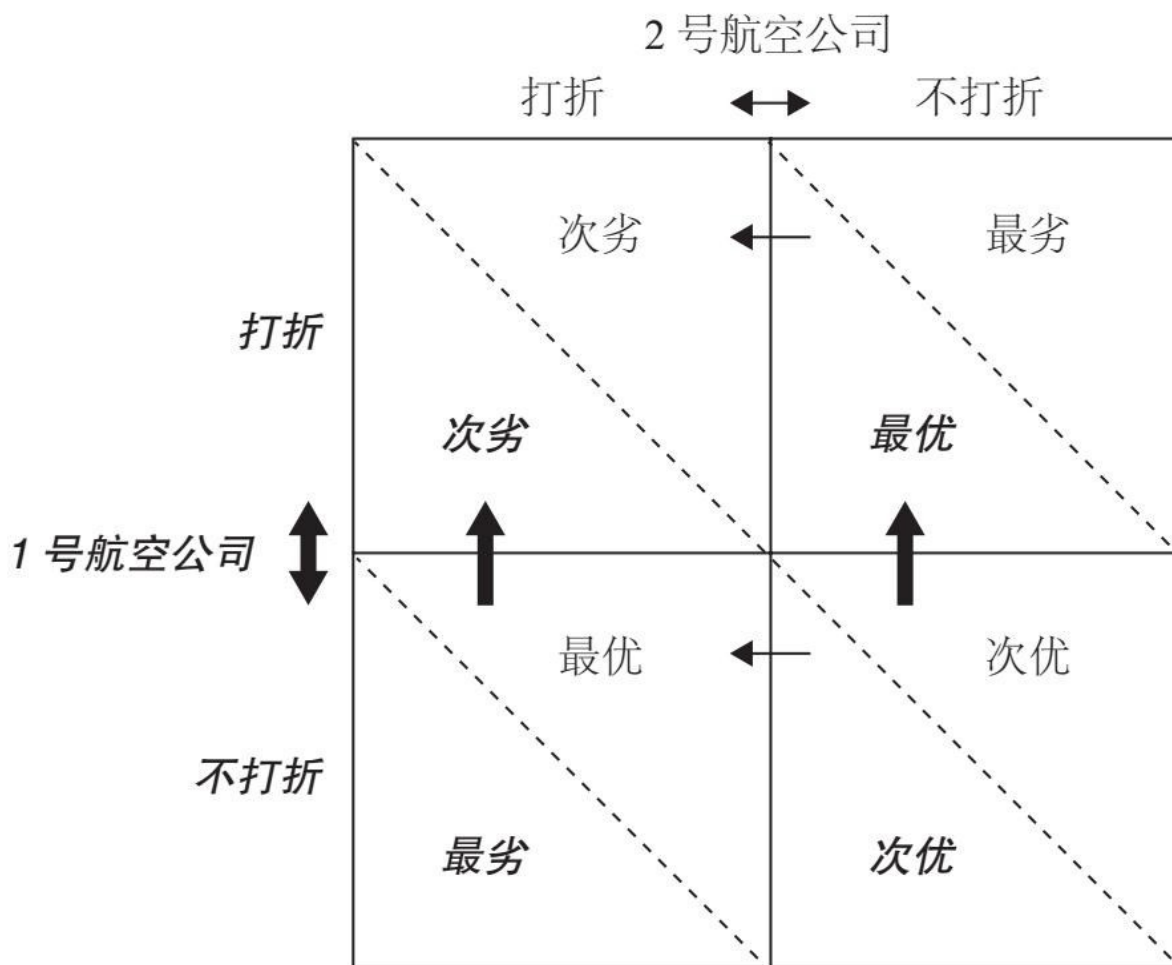 2 号航空公司
打折 不打折
次劣 最劣
打折
次劣 最优
1 号航空公司
最优 次优
不打折
最劣 次优